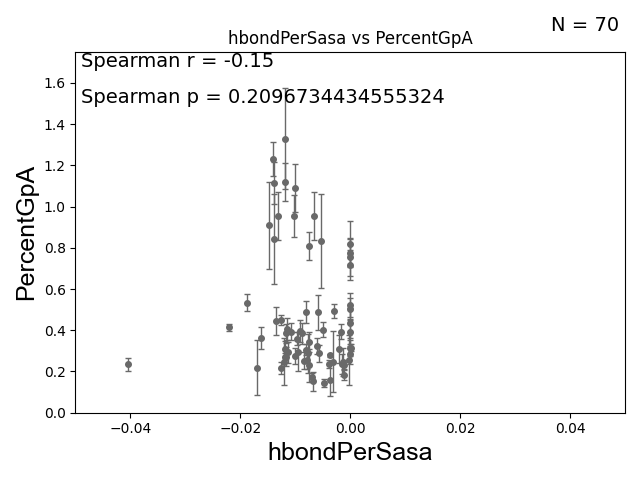 N = 70
hbondPerSasa vs PercentGpA
Spearman r = -0.15
Spearman p = 0.2096734434555324
1.6
1.4
1.2
1.0
0.8
0.6
0.4
0.2
0.0
PercentGpA
−0.04 −0.02 0.00 0.02 0.04
hbondPerSasa